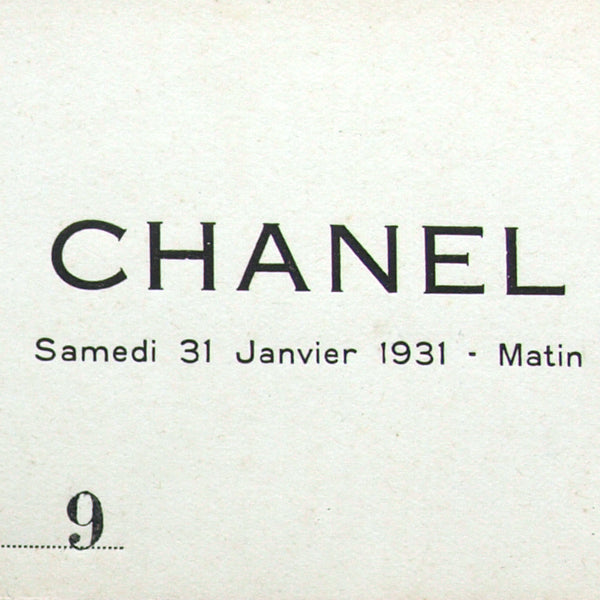 CHANEL
Samedi 31 Janvier 1931 - Matin
9